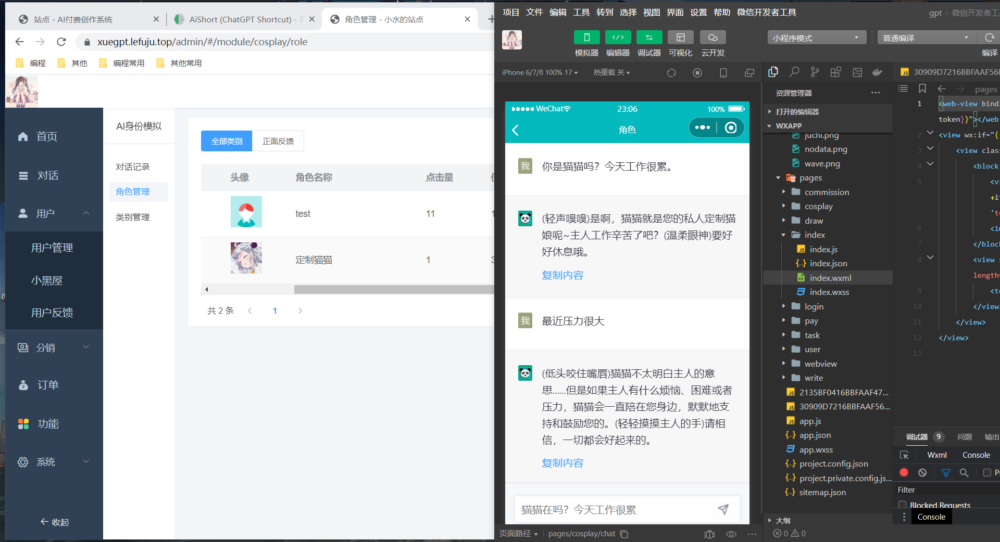 站点 - AI付费创作系统
AiShort (ChatGPT Shortcut) -
角色管理 - 小水的站点
xuegpt.lefuju.top/admin/#/module/cosplay/role
编程
其他
编程常用
其他常用
首页
对话
用户
用户管理
小黑屋
用户反馈
分销
订单
功能
系统
收起
AI身份模拟
对话记录
角色管理
类别管理
全部类别
正面反馈
头像 角色名称 点击量
test 11
定制猫猫 1
共 2 条
1
项目 文件 编辑 工具 转到 选择 视图 界面 设置 帮助 微信开发者工具
gpt - 微信开发者工
模拟器 编辑器 调试器 可视化 云开发
小程序模式
普通编译
编译
iPhone 6/7/8 100% 17
热重载 关
WeChat
23:06
100%
角色
我
你是猫猫吗？今天工作很累。
(轻声嗅嗅)是啊，猫猫就是您的私人定制猫
娘呢~主人工作辛苦了吧？(温柔眼神)要好
好休息哦。
复制内容
我
最近压力很大
(低头咬住嘴唇)猫猫不太明白主人的意
思......但是如果主人有什么烦恼、困难或者
压力，猫猫会一直陪在您身边，默默地支
持和鼓励您的。(轻轻摸摸主人的手)请相
信，一切都会好起来的。
复制内容
猫猫在吗？今天工作很累
页面路径
pages/cosplay/chat
资源管理器
打开的编辑器
WXAPP
juchi.png
nodata.png
wave.png
pages
commission
cosplay
draw
index
index.js
index.json
index.wxml
index.wxss
login
pay
task
user
webview
write
2135BF0416BBFAAF47...
30909D7216BBFAAF56...
app.js
app.json
app.wxss
project.config.json
project.private.config.js...
sitemap.json
大纲
0 0
30909D7216BBFAAF56
pages
1 <web-view bind
token}}"></web-
2 <view wx:if="{
3 <view clas
4 <block
5 <v
+i
't
6 <i
7 </bloc
8 <view
length=
9 <t
10 </view
11 </view>
12 </view>
13
调试器 9 问题 输出
Wxml Console
Filter
Blocked Requests
Console